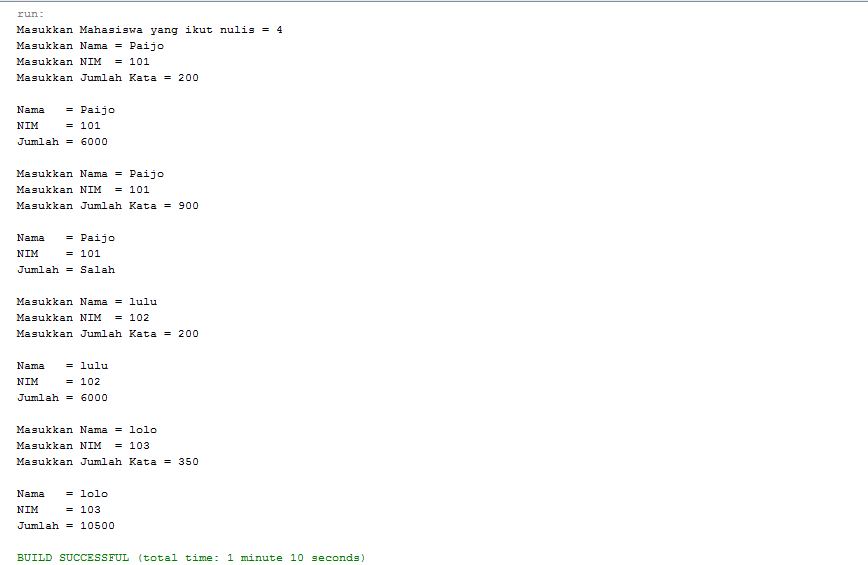 run:
Masukkan Mahasiswa yang ikut nulis = 4
Masukkan Nama = Paijo
Masukkan NIM  = 101
Masukkan Jumlah Kata = 200
Nama   = Paijo
NIM    = 101
Jumlah = 6000
Masukkan Nama = Paijo
Masukkan NIM  = 101
Masukkan Jumlah Kata = 900
Nama   = Paijo
NIM    = 101
Jumlah = Salah
Masukkan Nama = lulu
Masukkan NIM  = 102
Masukkan Jumlah Kata = 200
Nama   = lulu
NIM    = 102
Jumlah = 6000
Masukkan Nama = lolo
Masukkan NIM  = 103
Masukkan Jumlah Kata = 350
Nama   = lolo
NIM    = 103
Jumlah = 10500
BUILD SUCCESSFUL (total time: 1 minute 10 seconds)